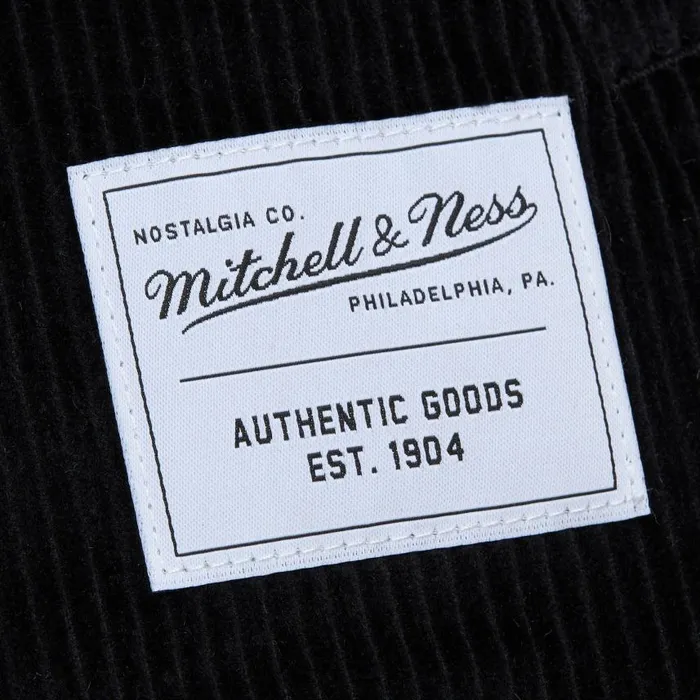 NOSTALGIA CO.
Mitchell & Ness
PHILADELPHIA, PA.
AUTHENTIC GOODS
EST. 1904